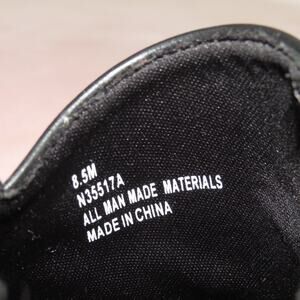 8.5M
N35517A
ALL MAN MADE MATERIALS
MADE IN CHINA